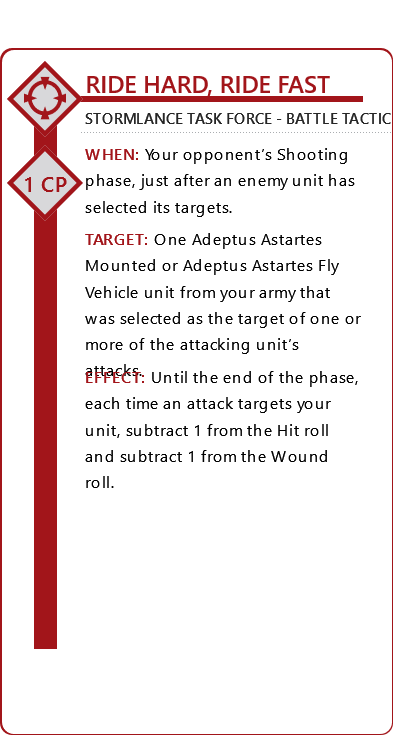 RIDE HARD, RIDE FAST
STORMLANCE TASK FORCE - BATTLE TACTIC
1 CP
WHEN: Your opponent's Shooting
phase, just after an enemy unit has
selected its targets.
TARGET: One Adeptus Astartes
Mounted or Adeptus Astartes Fly
Vehicle unit from your army that
was selected as the target of one or
more of the attacking unit's
attacks.
EFFECT: Until the end of the phase,
each time an attack targets your
unit, subtract 1 from the Hit roll
and subtract 1 from the Wound
roll.